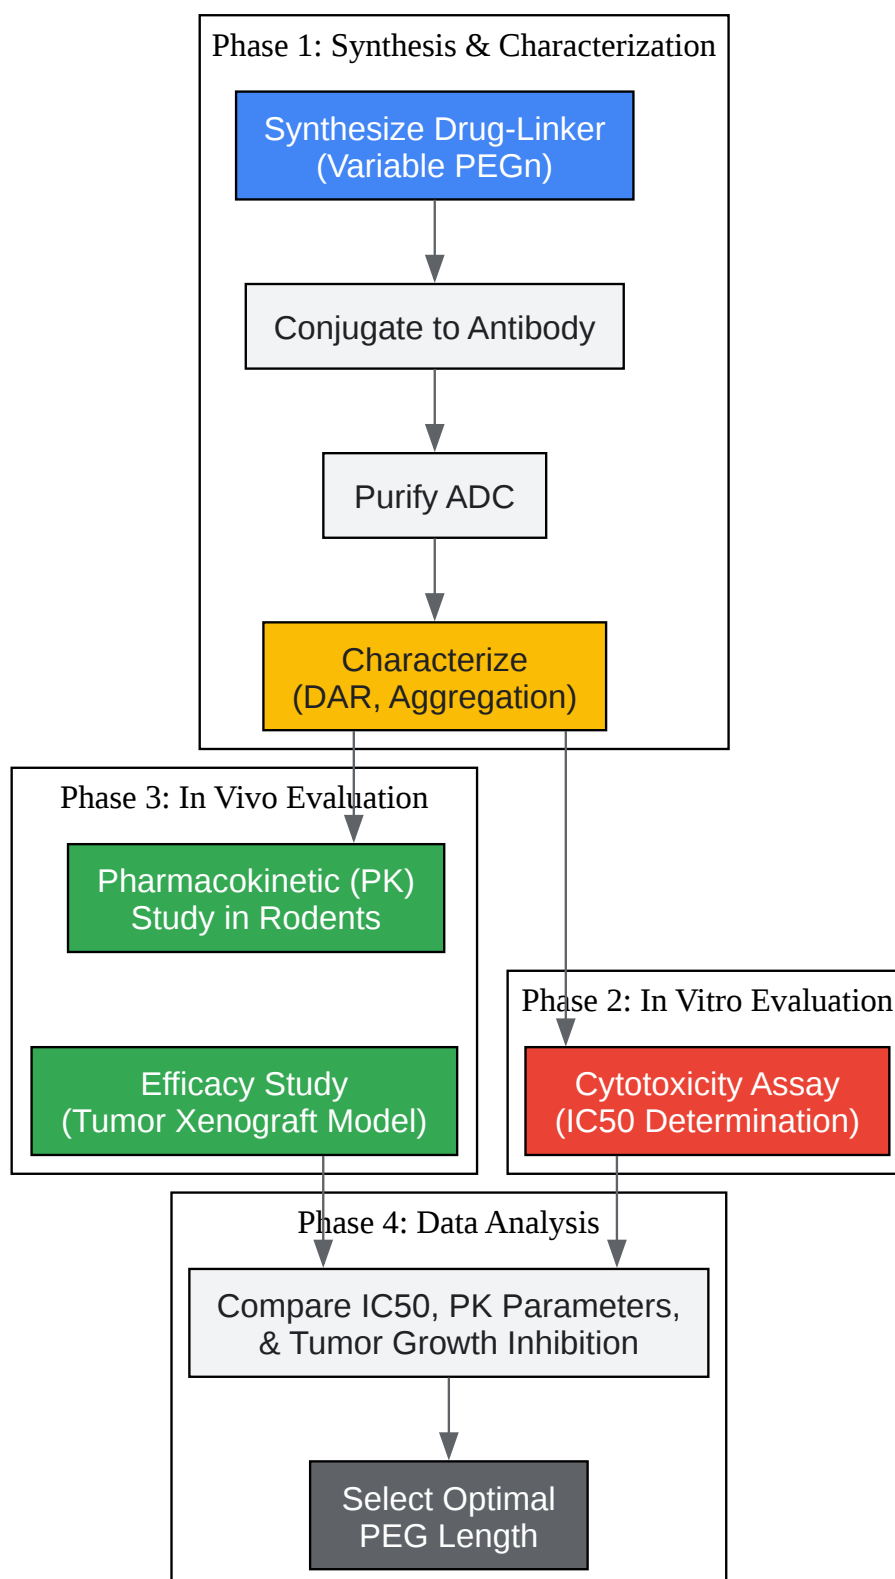 Phase 1: Synthesis & Characterization
Synthesize Drug-Linker
(Variable PEGn)
Conjugate to Antibody
Purify ADC
Characterize
(DAR, Aggregation)
Phase 3: In Vivo Evaluation
Pharmacokinetic (PK)
Study in Rodents
Efficacy Study
(Tumor Xenograft Model)
Phase 2: In Vitro Evaluation
Cytotoxicity Assay
(IC50 Determination)
Phase 4: Data Analysis
Compare IC50, PK Parameters,
& Tumor Growth Inhibition
Select Optimal
PEG Length